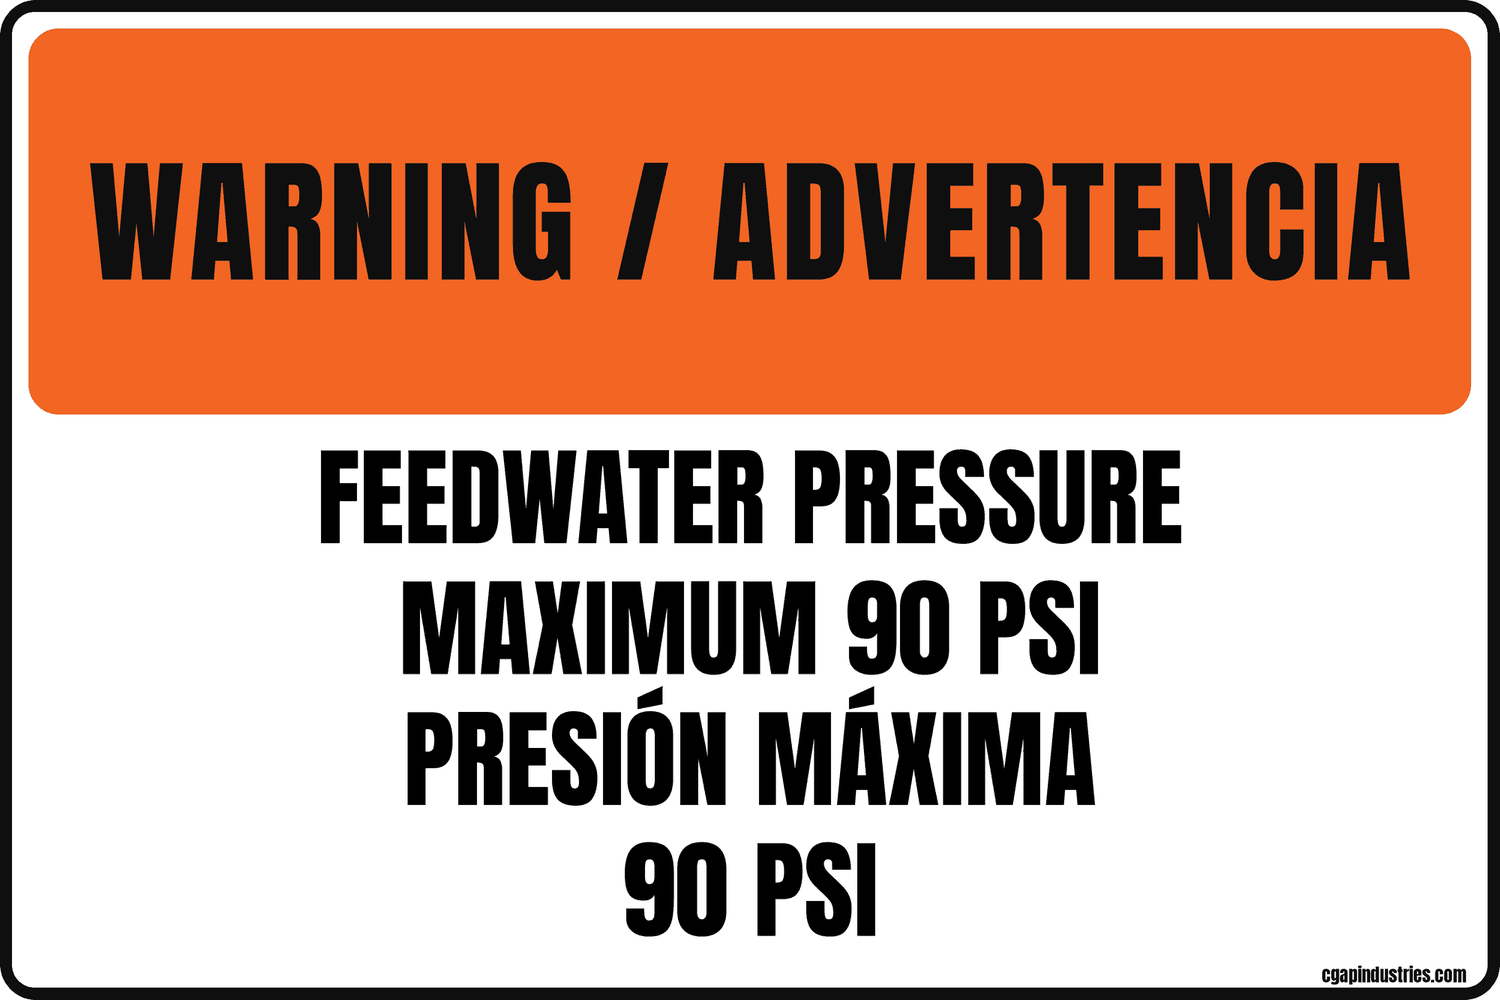 WARNING / ADVERTENCIA
FEEDWATER PRESSURE
MAXIMUM 90 PSI
PRESIÓN MÁXIMA
90 PSI
cgapindustries.com